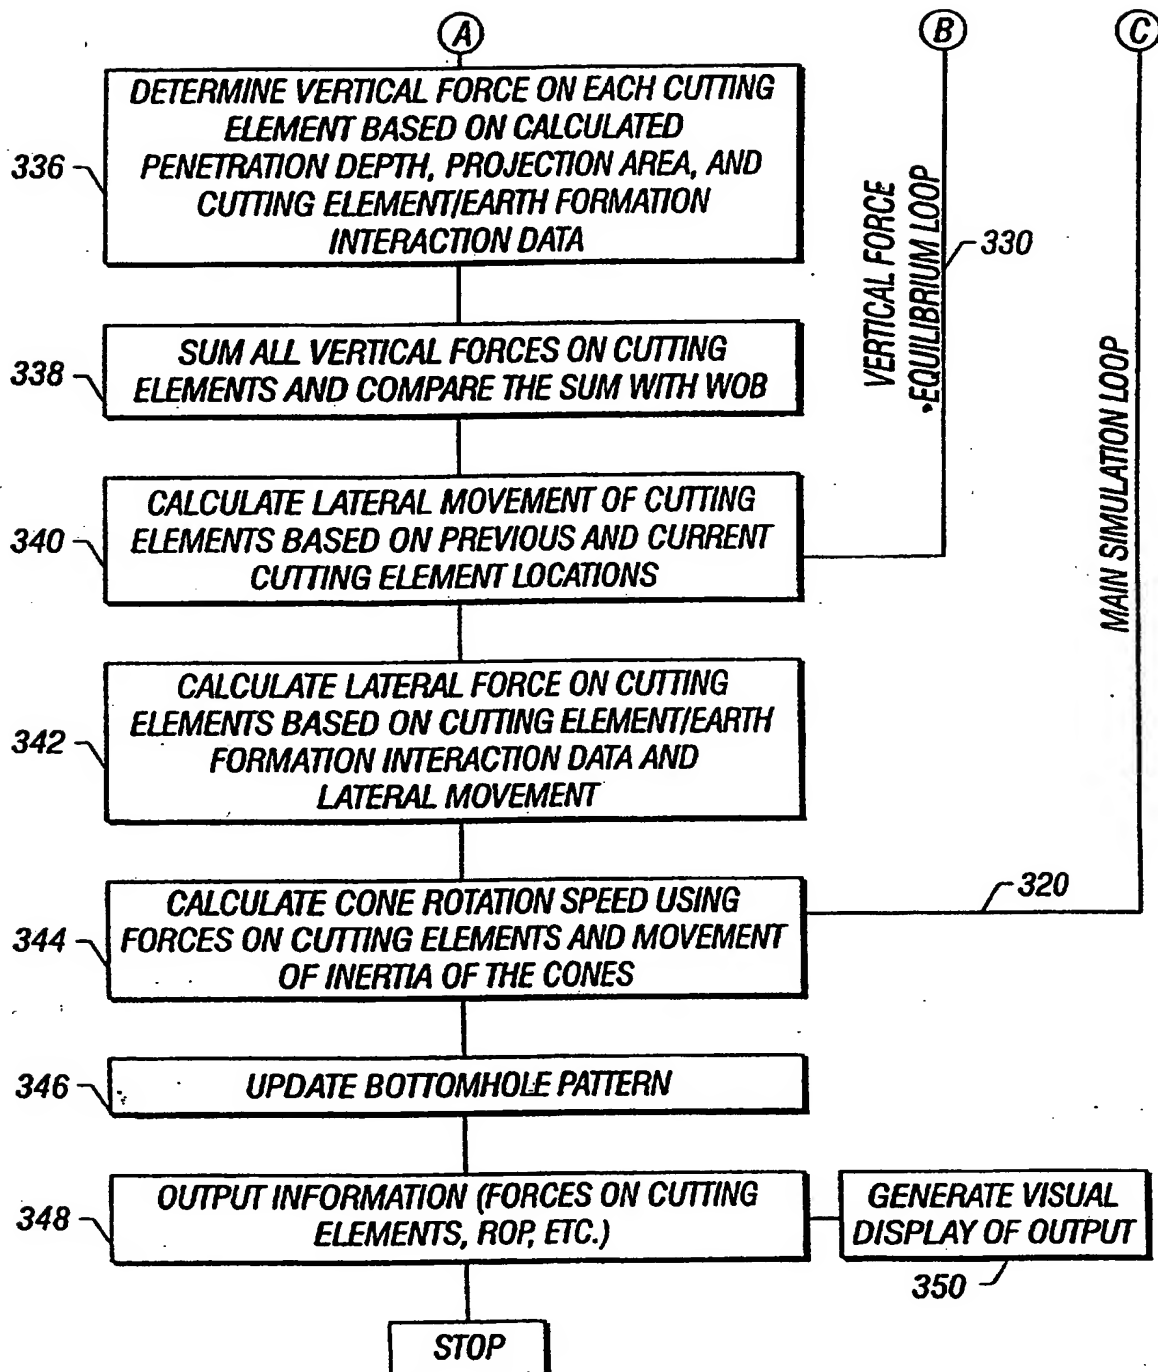 A
B
C
DETERMINE VERTICAL FORCE ON EACH CUTTING
ELEMENT BASED ON CALCULATED
PENETRATION DEPTH, PROJECTION AREA, AND
CUTTING ELEMENT/EARTH FORMATION
INTERACTION DATA
336
VERTICAL FORCE
EQUILIBRIUM LOOP
330
MAIN SIMULATION LOOP
SUM ALL VERTICAL FORCES ON CUTTING
ELEMENTS AND COMPARE THE SUM WITH WOB
338
CALCULATE LATERAL MOVEMENT OF CUTTING
ELEMENTS BASED ON PREVIOUS AND CURRENT
CUTTING ELEMENT LOCATIONS
340
CALCULATE LATERAL FORCE ON CUTTING
ELEMENTS BASED ON CUTTING ELEMENT/EARTH
FORMATION INTERACTION DATA AND
LATERAL MOVEMENT
342
CALCULATE CONE ROTATION SPEED USING
FORCES ON CUTTING ELEMENTS AND MOVEMENT
OF INERTIA OF THE CONES
344
320
UPDATE BOTTOMHOLE PATTERN
346
OUTPUT INFORMATION (FORCES ON CUTTING
ELEMENTS, ROP, ETC.)
348
GENERATE VISUAL
DISPLAY OF OUTPUT
350
STOP